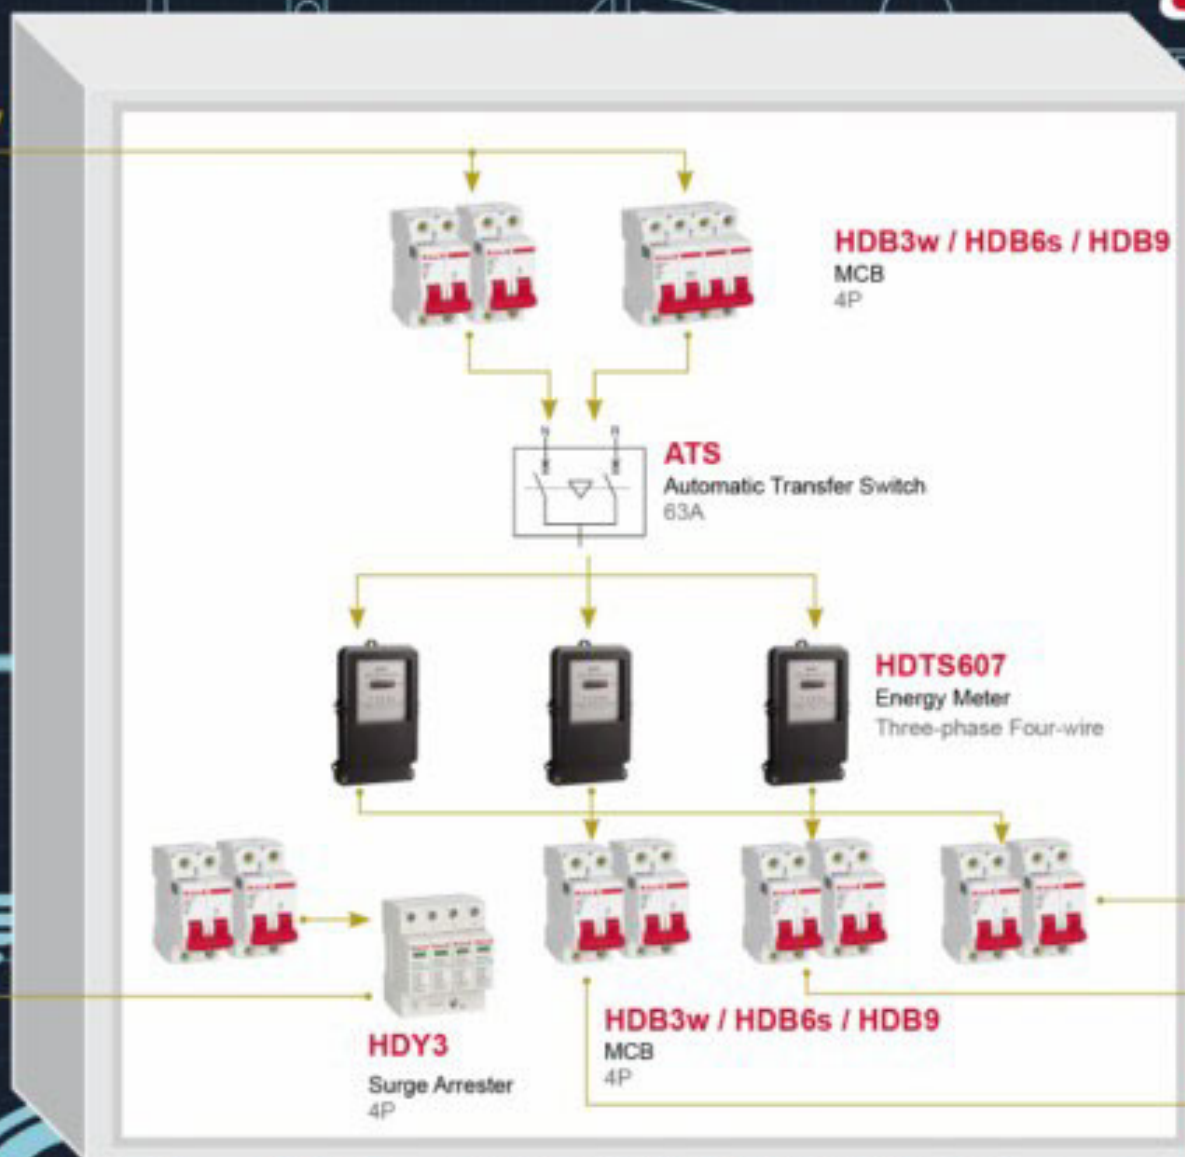 HDB3w / HDB6s / HDB9
MCB
4P
N
N
ATS
Automatic Transfer Switch
63A
HDTS607
Energy Meter
Three-phase Four-wire
HDY3
Surge Arrester
4P
HDB3w / HDB6s / HDB9
MCB
4P